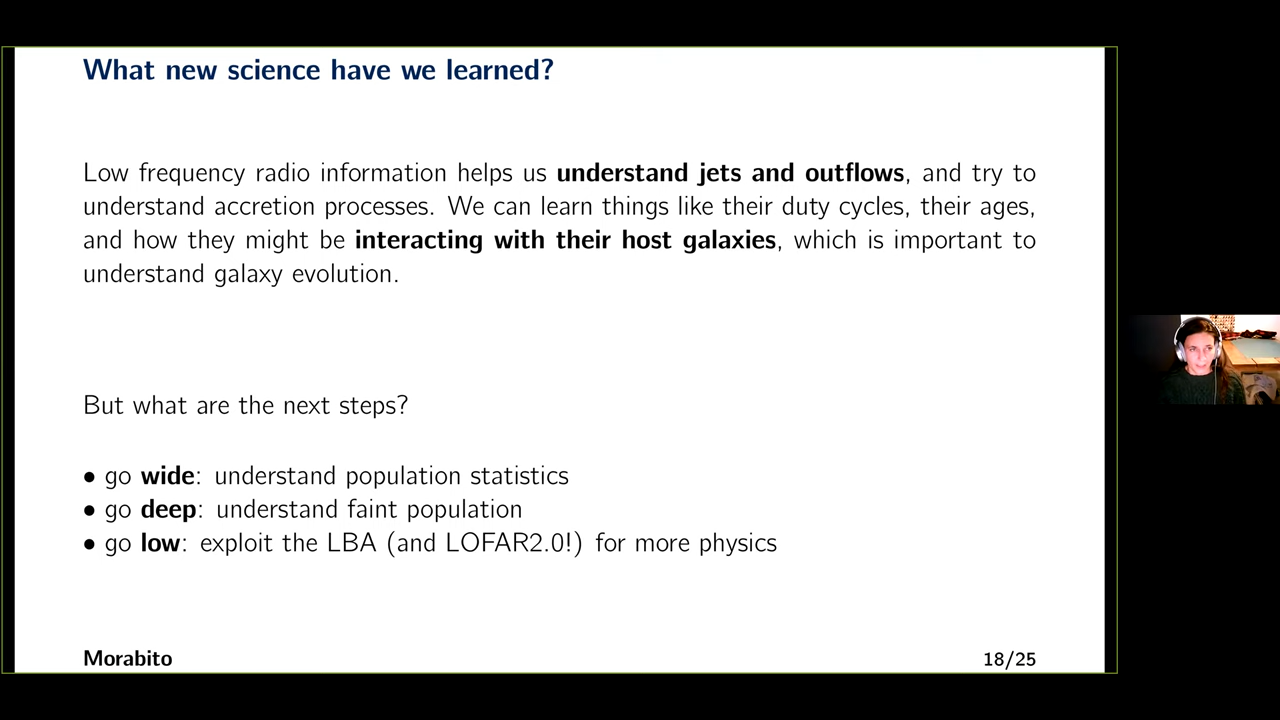 What new science have we learned?
Low frequency radio information helps us understand jets and outflows, and try to
understand accretion processes. We can learn things like their duty cycles, their ages,
and how they might be interacting with their host galaxies, which is important to
understand galaxy evolution.
But what are the next steps?
• go wide: understand population statistics
• go deep: understand faint population
• go low: exploit the LBA (and LOFAR2.0!) for more physics
Morabito
18/25